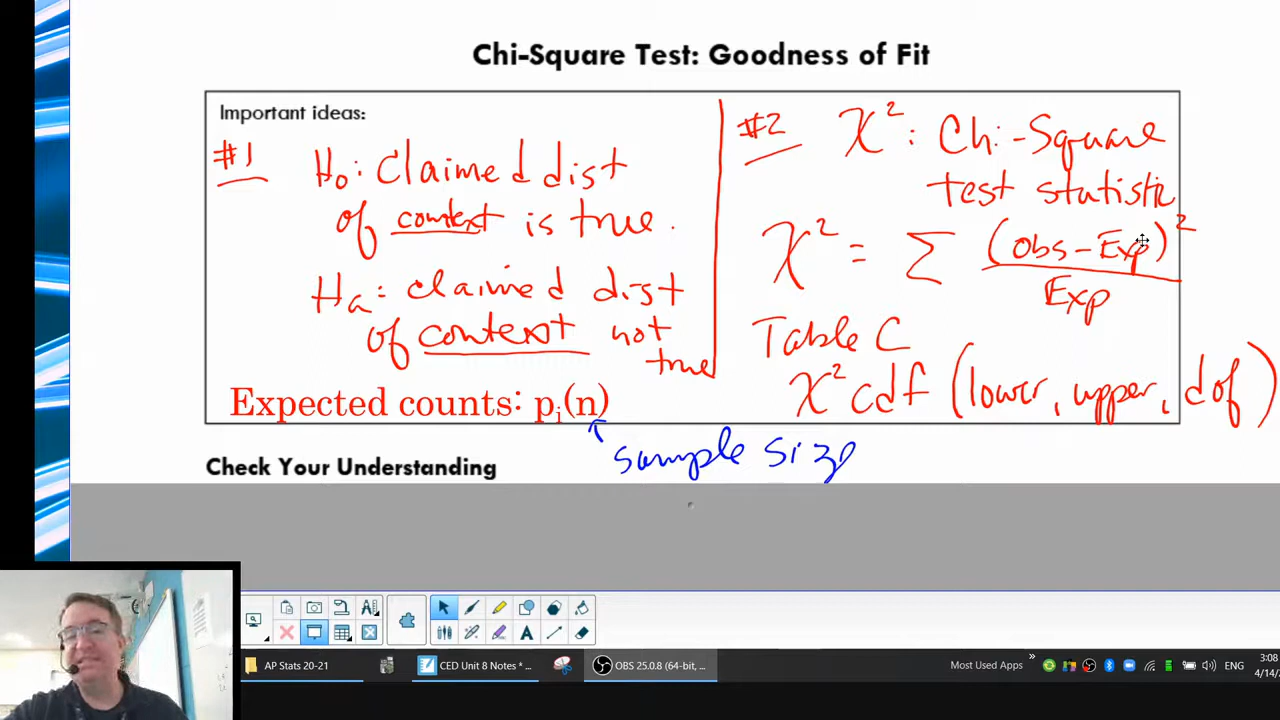 Chi-Square Test: Goodness of Fit
Important ideas:
#1
H₀: claimed dist
of context is true.
Hₐ: claimed dist
of context not
true
Expected counts: pᵢ(n)
#2 χ²: Chi-Square
test statistic
χ² = Σ (Obs-Exp)²
Exp
Table C
χ²cdf (lower, upper, dof)
sample size
Check Your Understanding
AP Stats 20-21
CED Unit 8 Notes * ...
OBS 25.0.8 (64-bit, ...
Most Used Apps
»
ENG
3:08
4/14/2